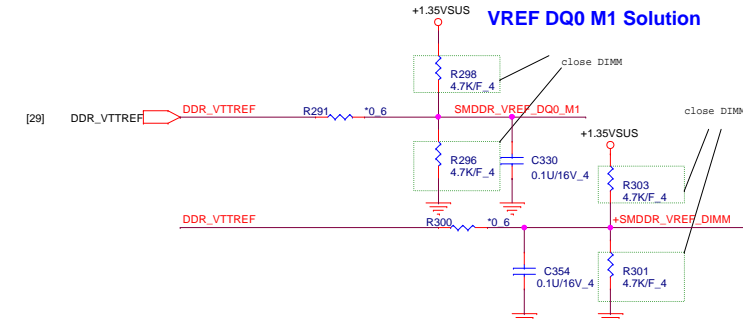 +1.35VSUS
VREF DQ0 M1 Solution
close DIMM
R298
4.7K/F_4
[29] DDR_VTTREF
DDR_VTTREF
R291 *0_6
SMDDR_VREF_DQ0_M1
close DIMM
+1.35VSUS
R296
4.7K/F_4
C330
0.1U/16V_4
R303
4.7K/F_4
DDR_VTTREF
R300 *0_6
+SMDDR_VREF_DIMM
C354
0.1U/16V_4
R301
4.7K/F_4